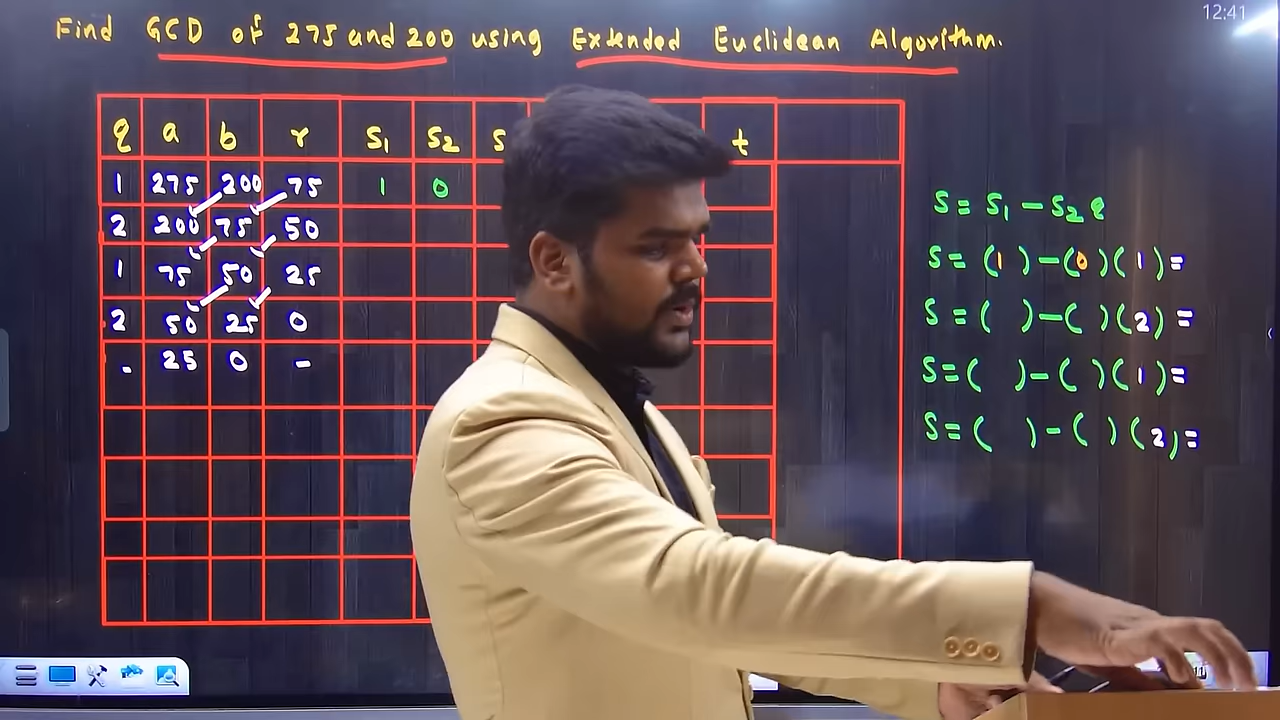 12:41
Find GCD of 275 and 200 using Extended Euclidean Algorithm.
q a b r S₁ S₂ S t
1 275 200 75 1 0
2 200 75 50
1 75 50 25
2 50 25 0
- 25 0 -
S = S₁ - S₂ q
S = (1) - (0)(1) =
S = ( ) - ( )(2) =
S = ( ) - ( )(1) =
S = ( ) - ( )(2) =